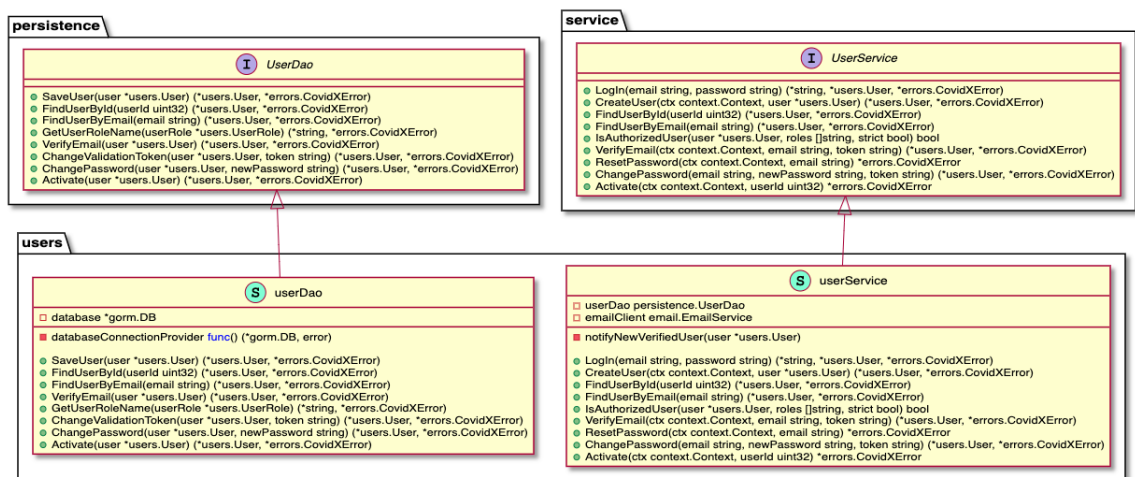 persistence
I UserDao
SaveUser(user *users.User) (*users.User, *errors.CovidXError)
FindUserById(userId uint32) (*users.User, *errors.CovidXError)
FindUserByEmail(email string) (*users.User, *errors.CovidXError)
GetUserRoleName(userRole *users.UserRole) (*string, *errors.CovidXError)
VerifyEmail(user *users.User) (*users.User, *errors.CovidXError)
ChangeValidationToken(user *users.User, token string) (*users.User, *errors.CovidXError)
ChangePassword(user *users.User, newPassword string) (*users.User, *errors.CovidXError)
Activate(user *users.User) (*users.User, *errors.CovidXError)
service
I UserService
LogIn(email string, password string) (*string, *users.User, *errors.CovidXError)
CreateUser(ctx context.Context, user *users.User) (*users.User, *errors.CovidXError)
FindUserById(userId uint32) (*users.User, *errors.CovidXError)
FindUserByEmail(email string) (*users.User, *errors.CovidXError)
IsAuthorizedUser(user *users.User, roles []string, strict bool) bool
VerifyEmail(ctx context.Context, email string, token string) (*users.User, *errors.CovidXError)
ResetPassword(ctx context.Context, email string) *errors.CovidXError
ChangePassword(email string, newPassword string, token string) (*users.User, *errors.CovidXError)
Activate(ctx context.Context, userId uint32) *errors.CovidXError
users
S userDao
database *gorm.DB
databaseConnectionProvider func() (*gorm.DB, error)
SaveUser(user *users.User) (*users.User, *errors.CovidXError)
FindUserById(userId uint32) (*users.User, *errors.CovidXError)
FindUserByEmail(email string) (*users.User, *errors.CovidXError)
VerifyEmail(user *users.User) (*users.User, *errors.CovidXError)
GetUserRoleName(userRole *users.UserRole) (*string, *errors.CovidXError)
ChangeValidationToken(user *users.User, token string) (*users.User, *errors.CovidXError)
ChangePassword(user *users.User, newPassword string) (*users.User, *errors.CovidXError)
Activate(user *users.User) (*users.User, *errors.CovidXError)
S userService
userDao persistence.UserDao
emailClient email.EmailService
notifyNewVerifiedUser(user *users.User)
LogIn(email string, password string) (*string, *users.User, *errors.CovidXError)
CreateUser(ctx context.Context, user *users.User) (*users.User, *errors.CovidXError)
FindUserById(userId uint32) (*users.User, *errors.CovidXError)
FindUserByEmail(email string) (*users.User, *errors.CovidXError)
IsAuthorizedUser(user *users.User, roles []string, strict bool) bool
VerifyEmail(ctx context.Context, email string, token string) (*users.User, *errors.CovidXError)
ResetPassword(ctx context.Context, email string) *errors.CovidXError
ChangePassword(email string, newPassword string, token string) (*users.User, *errors.CovidXError)
Activate(ctx context.Context, userId uint32) *errors.CovidXError